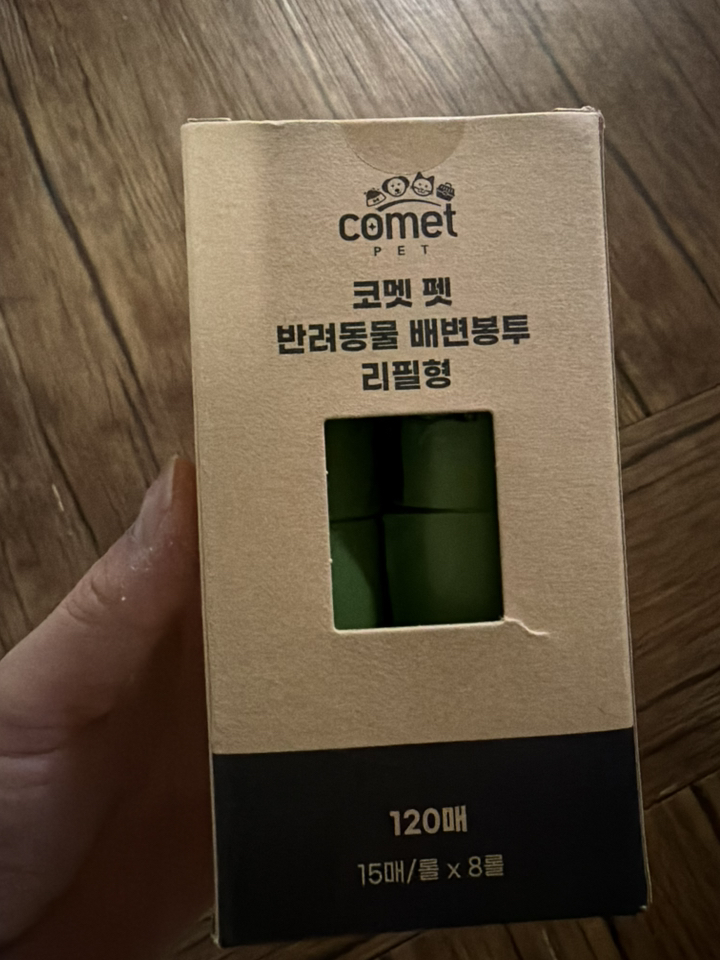 comet
PET
코멧 펫
반려동물 배변봉투
리필형
120매
15매/롤 x 8롤